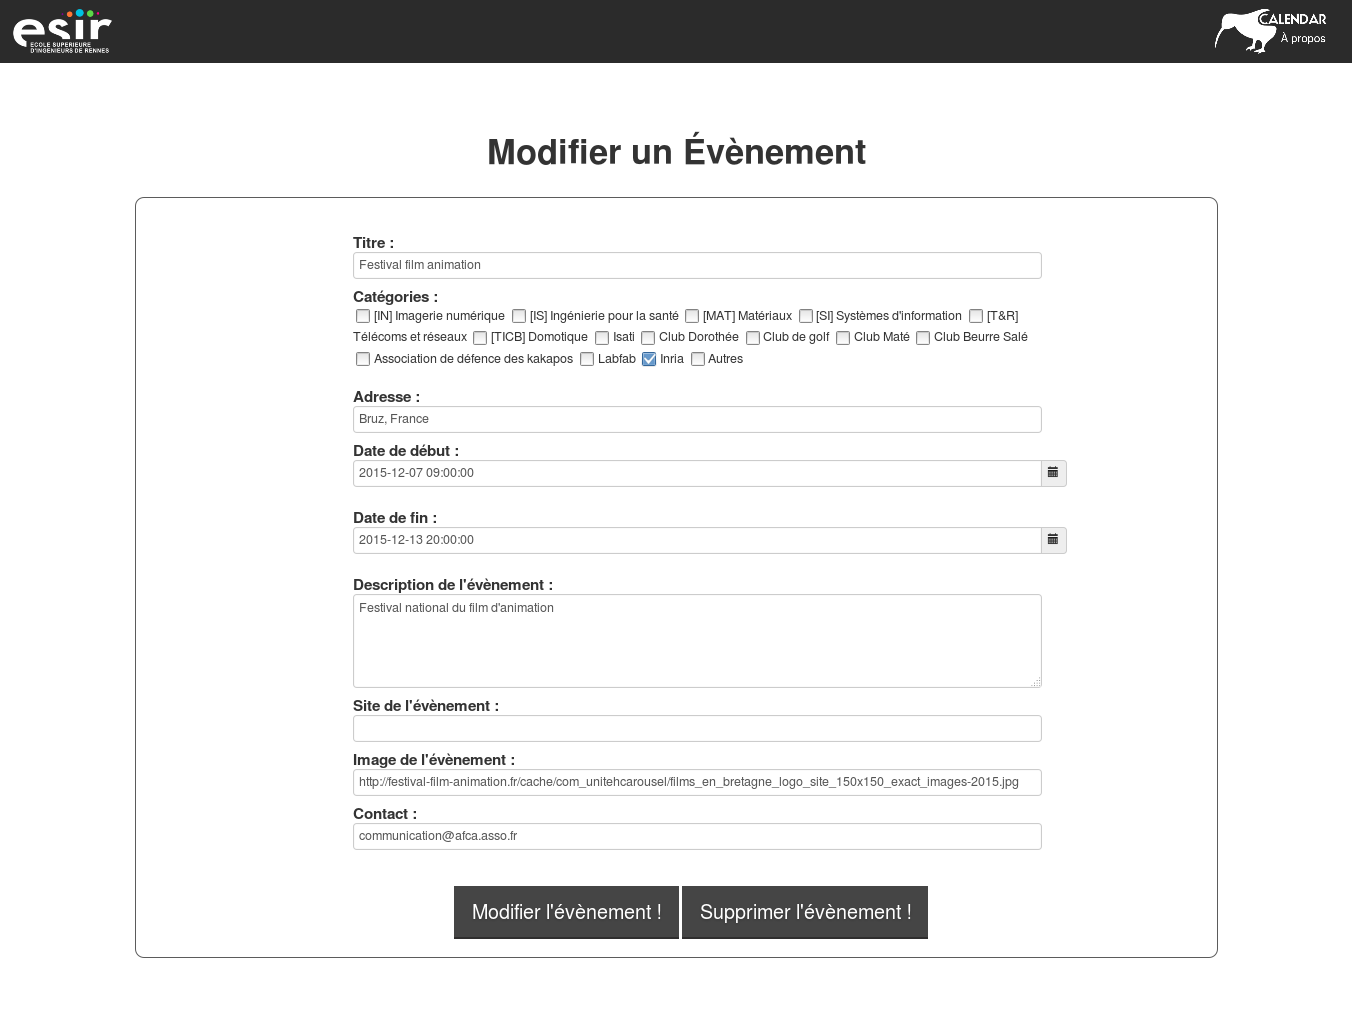 esir
ECOLE SUPERIEURE
D'INGENIEURS DE RENNES
CALENDAR
À propos
Modifier un Évènement
Titre :
Festival film animation
Catégories :
[IN] Imagerie numérique [IS] Ingénierie pour la santé [MAT] Matériaux [SI] Systèmes d'information [T&R]
Télécoms et réseaux [TICB] Domotique Isati Club Dorothée Club de golf Club Maté Club Beurre Salé
Association de défence des kakapos Labfab Inria Autres
Adresse :
Bruz, France
Date de début :
2015-12-07 09:00:00
Date de fin :
2015-12-13 20:00:00
Description de l'évènement :
Festival national du film d'animation
Site de l'évènement :
Image de l'évènement :
http://festival-film-animation.fr/cache/com_unitehcarousel/films_en_bretagne_logo_site_150x150_exact_images-2015.jpg
Contact :
communication@afca.asso.fr
Modifier l'évènement !
Supprimer l'évènement !